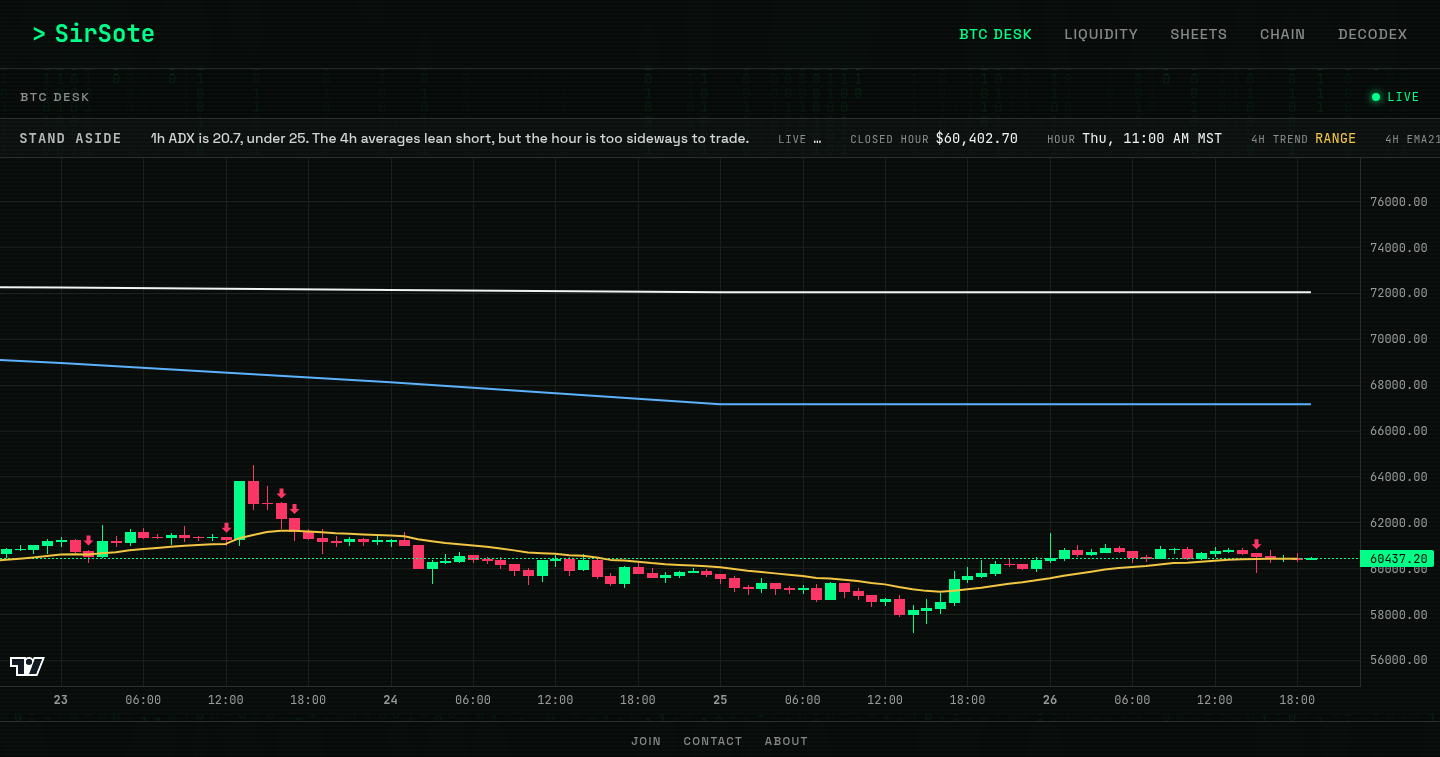 > SirSote
BTC DESK LIQUIDITY SHEETS CHAIN DECODEX
BTC DESK
LIVE
STAND ASIDE 1h ADX is 20.7, under 25. The 4h averages lean short, but the hour is too sideways to trade. LIVE … CLOSED HOUR $60,402.70 HOUR Thu, 11:00 AM MST 4H TREND RANGE 4H EMA21
76000.00
74000.00
72000.00
70000.00
68000.00
66000.00
64000.00
62000.00
60437.20
60000.00
58000.00
56000.00
23 06:00 12:00 18:00 24 06:00 12:00 18:00 25 06:00 12:00 18:00 26 06:00 12:00 18:00
JOIN CONTACT ABOUT